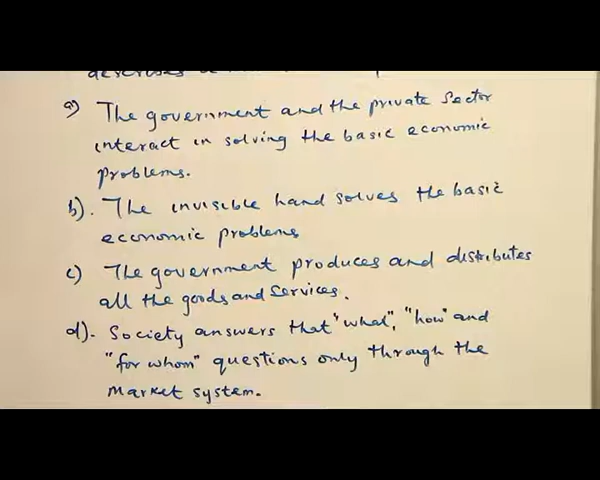 describes
a) The government and the private sector
interact in solving the basic economic
problems.
b). The invisible hand solves the basic
economic problems
c) The government produces and distributes
all the goods and services.
d). Society answers that "what", "how" and
"for whom" questions only through the
market system.